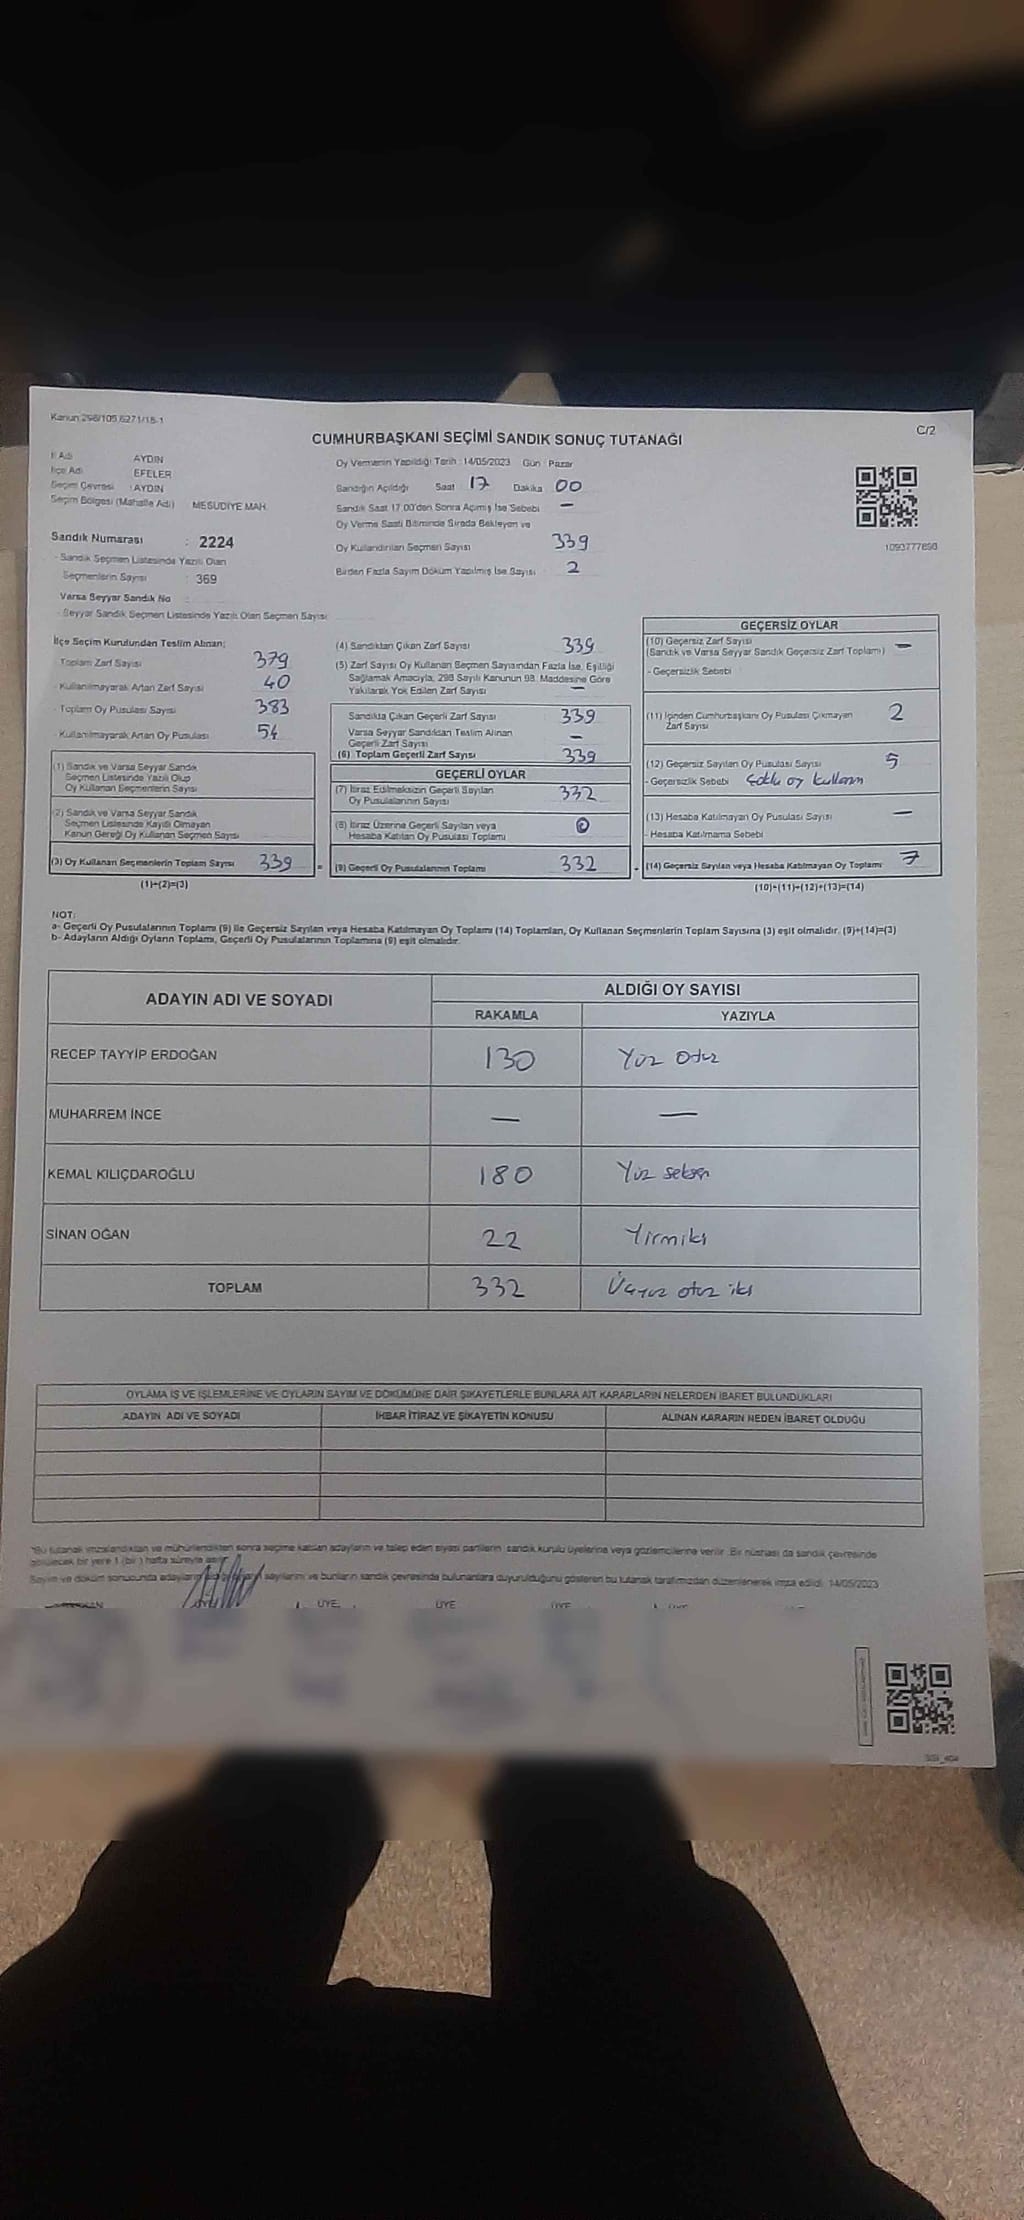 Kanun 298/105,6271/18-1
C/2
CUMHURBAŞKANI SEÇİMİ SANDIK SONUÇ TUTANAĞI
İl Adı AYDIN
İlçe Adı EFELER
Seçim Çevresi : AYDIN
Seçim Bölgesi (Mahalle Adı) MESUDİYE MAH.
Sandık Numarası : 2224
- Sandık Seçmen Listesinde Yazılı Olan
Seçmenlerin Sayısı : 369
Varsa Seyyar Sandık No
- Seyyar Sandık Seçmen Listesinde Yazılı Olan Seçmen Sayısı
Oy Vermenin Yapıldığı Tarih : 14/05/2023 Gün : Pazar
Sandığın Açıldığı Saat 17 Dakika 00
Sandık Saat 17:00'den Sonra Açılmış İse Sebebi —
Oy Verme Saati Bitiminde Sırada Bekleyen ve
Oy Kullandırılan Seçmen Sayısı 339
Birden Fazla Sayım Döküm Yapılmış İse Sayısı : 2
1093777898
İlçe Seçim Kurulundan Teslim Alınan;
- Toplam Zarf Sayısı 379
- Kullanılmayarak Artan Zarf Sayısı 40
- Toplam Oy Pusulası Sayısı 383
- Kullanılmayarak Artan Oy Pusulası 54
(1) Sandık ve Varsa Seyyar Sandık
Seçmen Listesinde Yazılı Olup
Oy Kullanan Seçmenlerin Sayısı
(2) Sandık ve Varsa Seyyar Sandık
Seçmen Listesinde Kayıtlı Olmayan
Kanun Gereği Oy Kullanan Seçmen Sayısı
(3) Oy Kullanan Seçmenlerin Toplam Sayısı 339 =
(1)+(2)=(3)
(4) Sandıktan Çıkan Zarf Sayısı 339
(5) Zarf Sayısı Oy Kullanan Seçmen Sayısından Fazla İse, Eşitliği
Sağlamak Amacıyla, 298 Sayılı Kanunun 98. Maddesine Göre
Yakılarak Yok Edilen Zarf Sayısı —
Sandıkta Çıkan Geçerli Zarf Sayısı 339
Varsa Seyyar Sandıktan Teslim Alınan
Geçerli Zarf Sayısı —
(6) Toplam Geçerli Zarf Sayısı 339
GEÇERLİ OYLAR
(7) İtiraz Edilmeksizin Geçerli Sayılan
Oy Pusulalarının Sayısı 332
(8) İtiraz Üzerine Geçerli Sayılan veya
Hesaba Katılan Oy Pusulası Toplamı 0
(9) Geçerli Oy Pusulalarının Toplamı 332
GEÇERSİZ OYLAR
(10) Geçersiz Zarf Sayısı
(Sandık ve Varsa Seyyar Sandık Geçersiz Zarf Toplamı) —
- Geçersizlik Sebebi
(11) İçinden Cumhurbaşkanı Oy Pusulası Çıkmayan
Zarf Sayısı 2
(12) Geçersiz Sayılan Oy Pusulası Sayısı 5
- Geçersizlik Sebebi Çoklu oy kullanım
(13) Hesaba Katılmayan Oy Pusulası Sayısı —
- Hesaba Katılmama Sebebi
(14) Geçersiz Sayılan veya Hesaba Katılmayan Oy Toplamı 7
(10)+(11)+(12)+(13)=(14)
NOT:
a- Geçerli Oy Pusulalarının Toplamı (9) ile Geçersiz Sayılan veya Hesaba Katılmayan Oy Toplamı (14) Toplamları, Oy Kullanan Seçmenlerin Toplam Sayısına (3) eşit olmalıdır. (9)+(14)=(3)
b- Adayların Aldığı Oyların Toplamı, Geçerli Oy Pusulalarının Toplamına (9) eşit olmalıdır.
ADAYIN ADI VE SOYADI ALDIĞI OY SAYISI
RAKAMLA YAZIYLA
RECEP TAYYİP ERDOĞAN 130 Yüz otuz
MUHARREM İNCE — —
KEMAL KILIÇDAROĞLU 180 Yüz seksen
SİNAN OĞAN 22 Yirmiki
TOPLAM 332 Üçyüz otuz iki
OYLAMA İŞ VE İŞLEMLERİNE VE OYLARIN SAYIM VE DÖKÜMÜNE DAİR ŞİKAYETLERLE BUNLARA AİT KARARLARIN NELERDEN İBARET BULUNDUKLARI
ADAYIN ADI VE SOYADI İHBAR İTİRAZ VE ŞİKAYETİN KONUSU ALINAN KARARIN NEDEN İBARET OLDUĞU
*Bu tutanak imzalandıktan ve mühürlendikten sonra seçime katılan adayların ve talep eden siyasi partilerin sandık kurulu üyelerine veya gözlemcilerine verilir. Bir nüshası da sandık çevresinde
görülecek bir yere 1 (bir) hafta süreyle asılır.
Sayım ve döküm sonucunda adayların aldığı oy sayılarını ve bunların sandık çevresinde bulunanlara duyurulduğunu gösteren bu tutanak tarafımızdan düzenlenerek imza edildi. 14/05/2023
ÜYE ÜYE ÜYE ÜYE